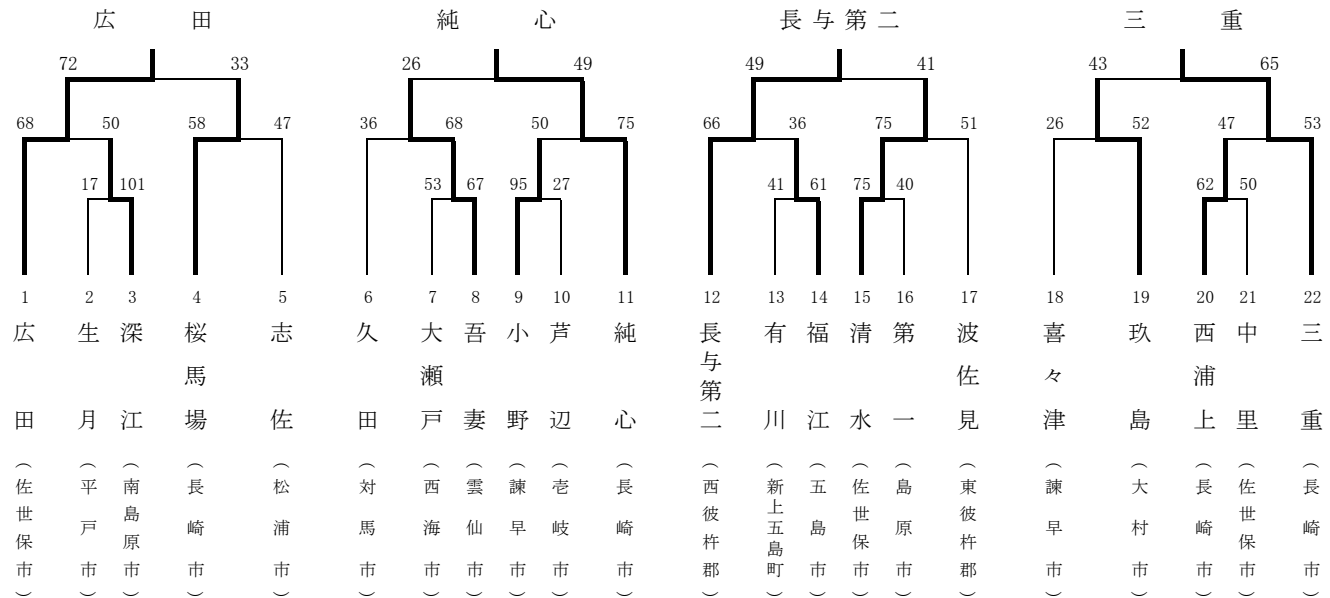 広田 純心 長与第二 三重
72 33 26 49 49 41 43 65
68 50 58 47 36 68 50 75 66 36 75 51 26 52 47 53
17 101 53 67 95 27 41 61 75 40 62 50
1 2 3 4 5 6 7 8 9 10 11 12 13 14 15 16 17 18 19 20 21 22
広田(佐世保市)
生月(平戸市)
深江(南島原市)
桜馬場(長崎市)
志佐(松浦市)
久田(対馬市)
大瀬戸(西海市)
吾妻(雲仙市)
小野(諫早市)
芦辺(壱岐市)
純心(長崎市)
長与第二(西彼杵郡)
有川(新上五島町)
福江(五島市)
清水(佐世保市)
第一(島原市)
波佐見(東彼杵郡)
喜々津(諫早市)
玖島(大村市)
西浦上(長崎市)
中里(佐世保市)
三重(長崎市)